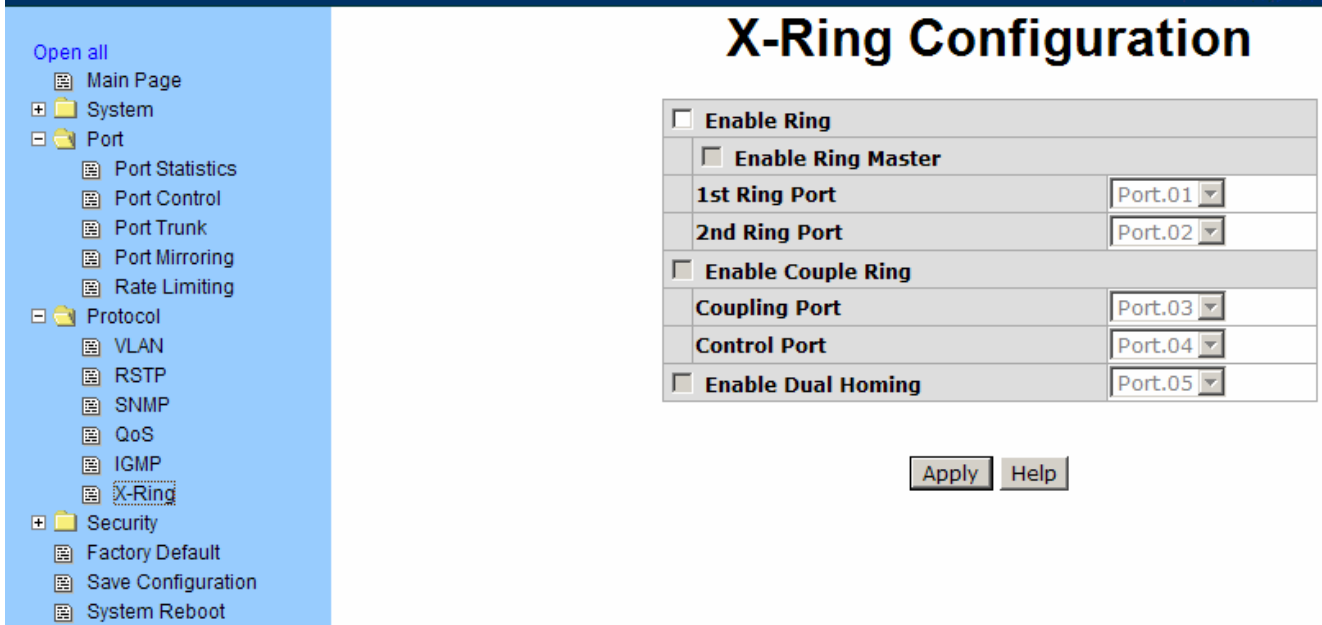 Open all
Main Page
System
Port
Port Statistics
Port Control
Port Trunk
Port Mirroring
Rate Limiting
Protocol
VLAN
RSTP
SNMP
QoS
IGMP
X-Ring
Security
Factory Default
Save Configuration
System Reboot
X-Ring Configuration
Enable Ring
Enable Ring Master
1st Ring Port Port.01
2nd Ring Port Port.02
Enable Couple Ring
Coupling Port Port.03
Control Port Port.04
Enable Dual Homing Port.05
Apply Help